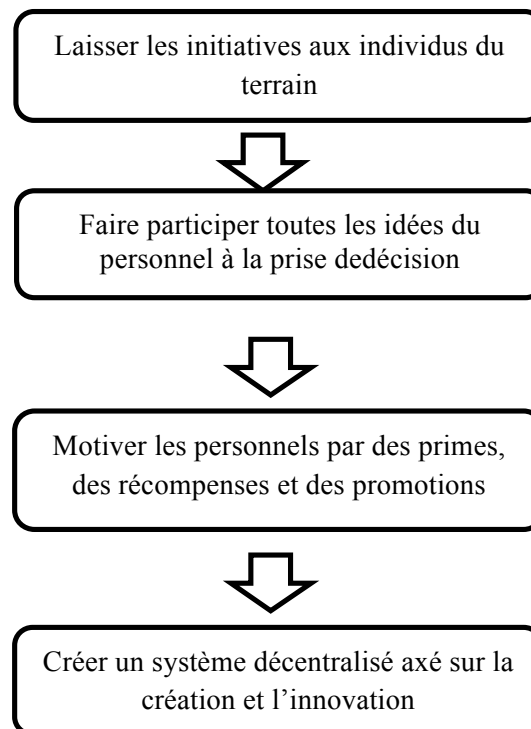 Laisser les initiatives aux individus du
terrain
Faire participer toutes les idées du
personnel à la prise dedécision
Motiver les personnels par des primes,
des récompenses et des promotions
Créer un système décentralisé axé sur la
création et l’innovation